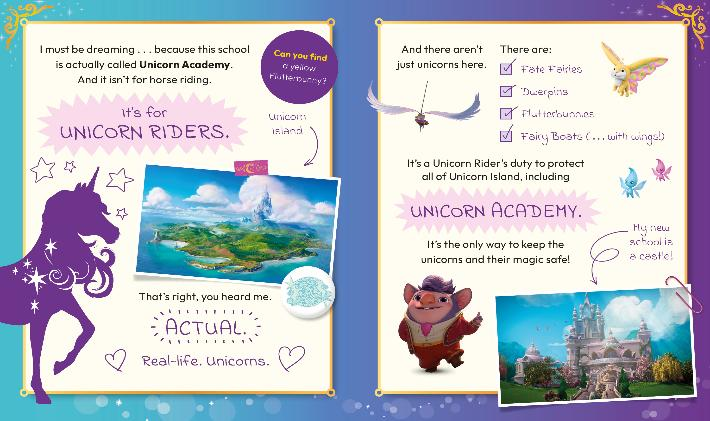 I must be dreaming . . . because this school
is actually called Unicorn Academy.
And it isn't for horse riding.
Can you find
a yellow
Flutterbunny?
It's for
UNICORN RIDERS.
Unicorn
Island
That's right, you heard me.
ACTUAL.
Real-life. Unicorns.
And there aren't
just unicorns here.
There are:
Fate Fairies
Dwerpins
Flutterbunnies
Fairy Boats (. . . with wings!)
It's a Unicorn Rider's duty to protect
all of Unicorn Island, including
UNICORN ACADEMY.
It's the only way to keep the
unicorns and their magic safe!
My new
school is
a castle!